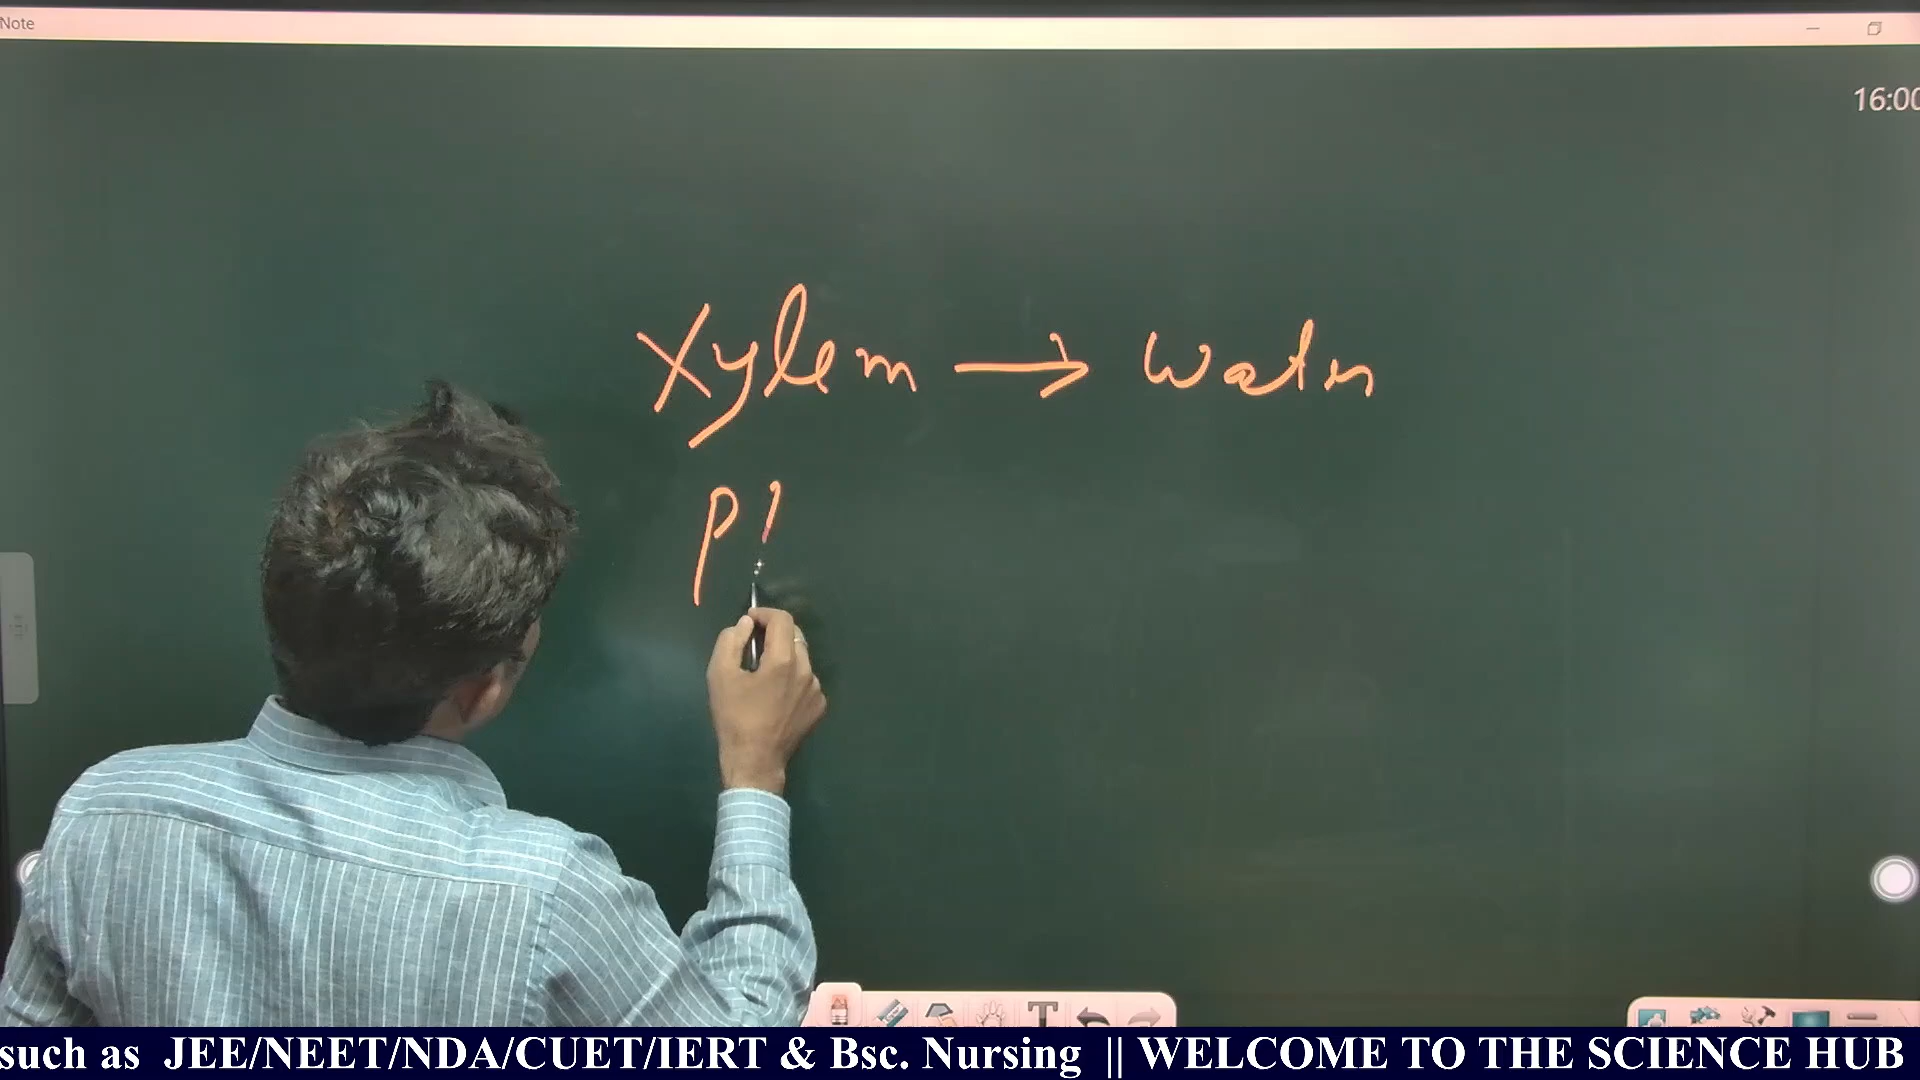 Note
16:00
Xylem → Water
P
such as JEE/NEET/NDA/CUET/IERT & Bsc. Nursing || WELCOME TO THE SCIENCE HUB